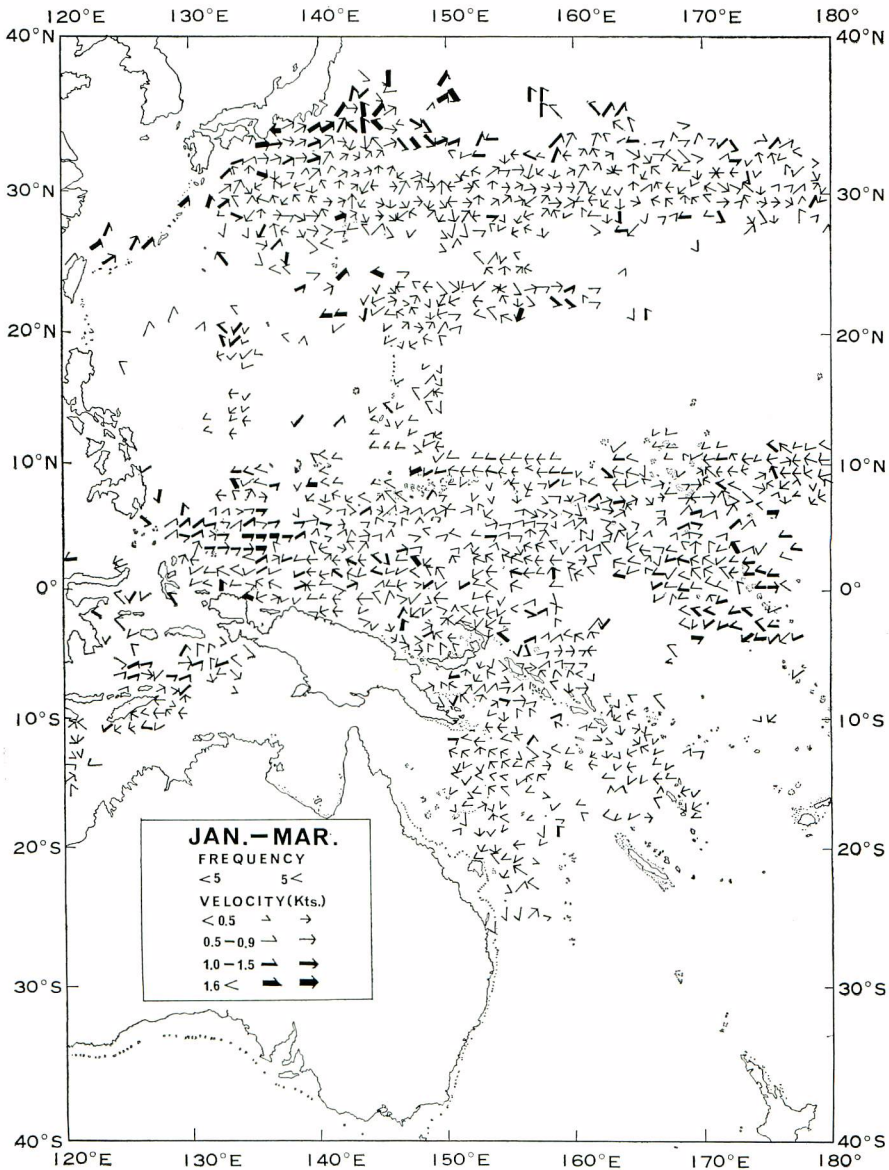 120°E 130°E 140°E 150°E 160°E 170°E 180°
40°N 40°N
30°N 30°N
20°N 20°N
10°N 10°N
0° 0°
10°S 10°S
20°S 20°S
30°S 30°S
40°S 40°S
JAN.—MAR.
FREQUENCY
<5 5<
VELOCITY(Kts.)
<0.5
0.5—0.9
1.0—1.5
1.6<
120°E 130°E 140°E 150°E 160°E 170°E 180°